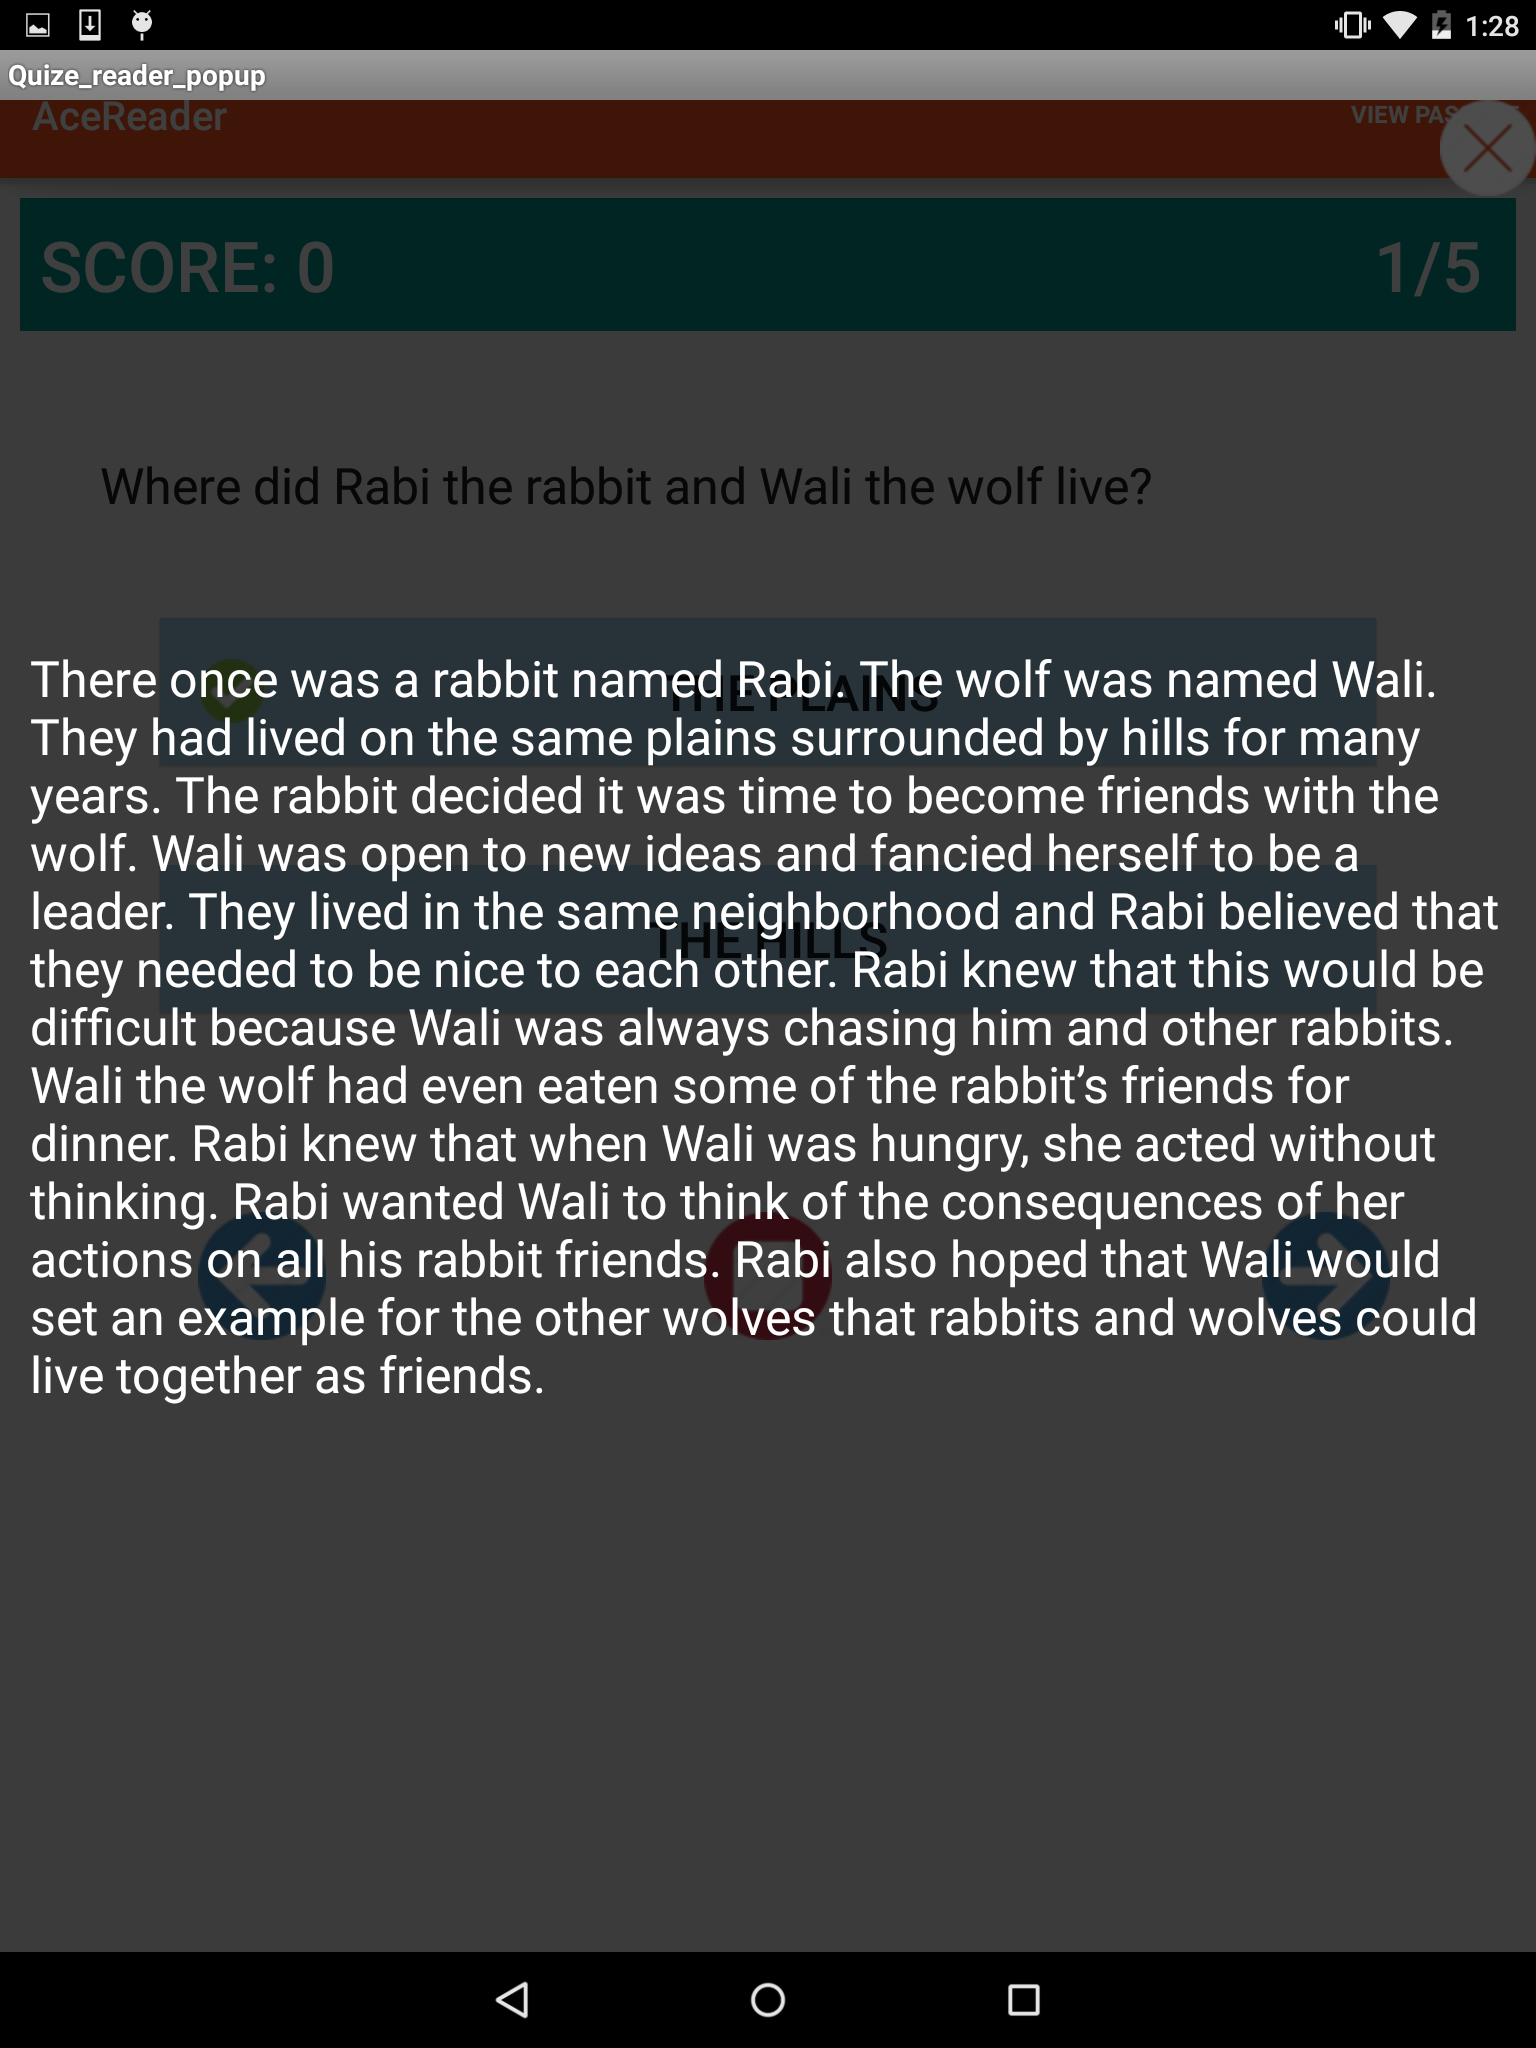 1:28
Quize_reader_popup
AceReader
VIEW
SCORE: 0
1/5
Where did Rabi the rabbit and Wali the wolf live?
THE PLAINS
THE HILLS
There once was a rabbit named Rabi. The wolf was named Wali.
They had lived on the same plains surrounded by hills for many
years. The rabbit decided it was time to become friends with the
wolf. Wali was open to new ideas and fancied herself to be a
leader. They lived in the same neighborhood and Rabi believed that
they needed to be nice to each other. Rabi knew that this would be
difficult because Wali was always chasing him and other rabbits.
Wali the wolf had even eaten some of the rabbit’s friends for
dinner. Rabi knew that when Wali was hungry, she acted without
thinking. Rabi wanted Wali to think of the consequences of her
actions on all his rabbit friends. Rabi also hoped that Wali would
set an example for the other wolves that rabbits and wolves could
live together as friends.